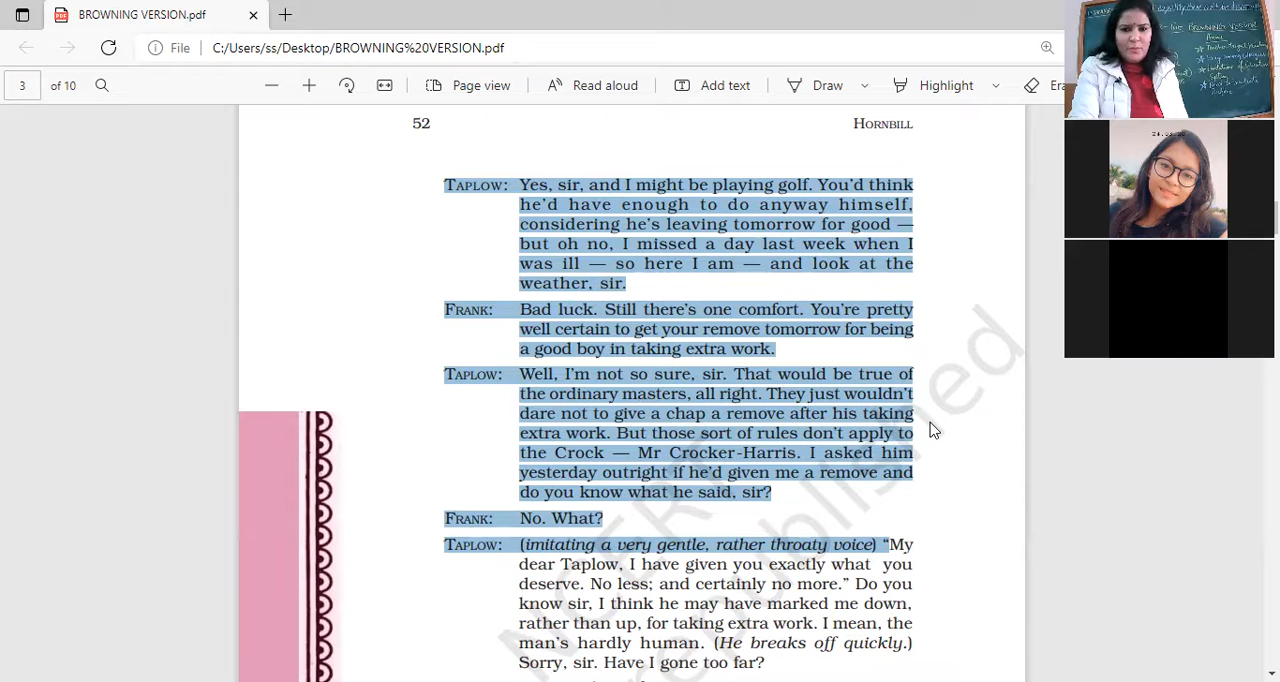 BROWNING VERSION.pdf
File
C:/Users/ss/Desktop/BROWNING%20VERSION.pdf
3 of 10
Page view
Read aloud
Add text
Draw
Highlight
Era
52
HORNBILL
TAPLOW: Yes, sir, and I might be playing golf. You'd think
he'd have enough to do anyway himself,
considering he's leaving tomorrow for good —
but oh no, I missed a day last week when I
was ill — so here I am — and look at the
weather, sir.
FRANK: Bad luck. Still there's one comfort. You're pretty
well certain to get your remove tomorrow for being
a good boy in taking extra work.
TAPLOW: Well, I'm not so sure, sir. That would be true of
the ordinary masters, all right. They just wouldn't
dare not to give a chap a remove after his taking
extra work. But those sort of rules don't apply to
the Crock — Mr Crocker-Harris. I asked him
yesterday outright if he'd given me a remove and
do you know what he said, sir?
FRANK: No. What?
TAPLOW: (imitating a very gentle, rather throaty voice) “My
dear Taplow, I have given you exactly what you
deserve. No less; and certainly no more.” Do you
know sir, I think he may have marked me down,
rather than up, for taking extra work. I mean, the
man's hardly human. (He breaks off quickly.)
Sorry, sir. Have I gone too far?
NCERT
republished
BROWNING VERSION